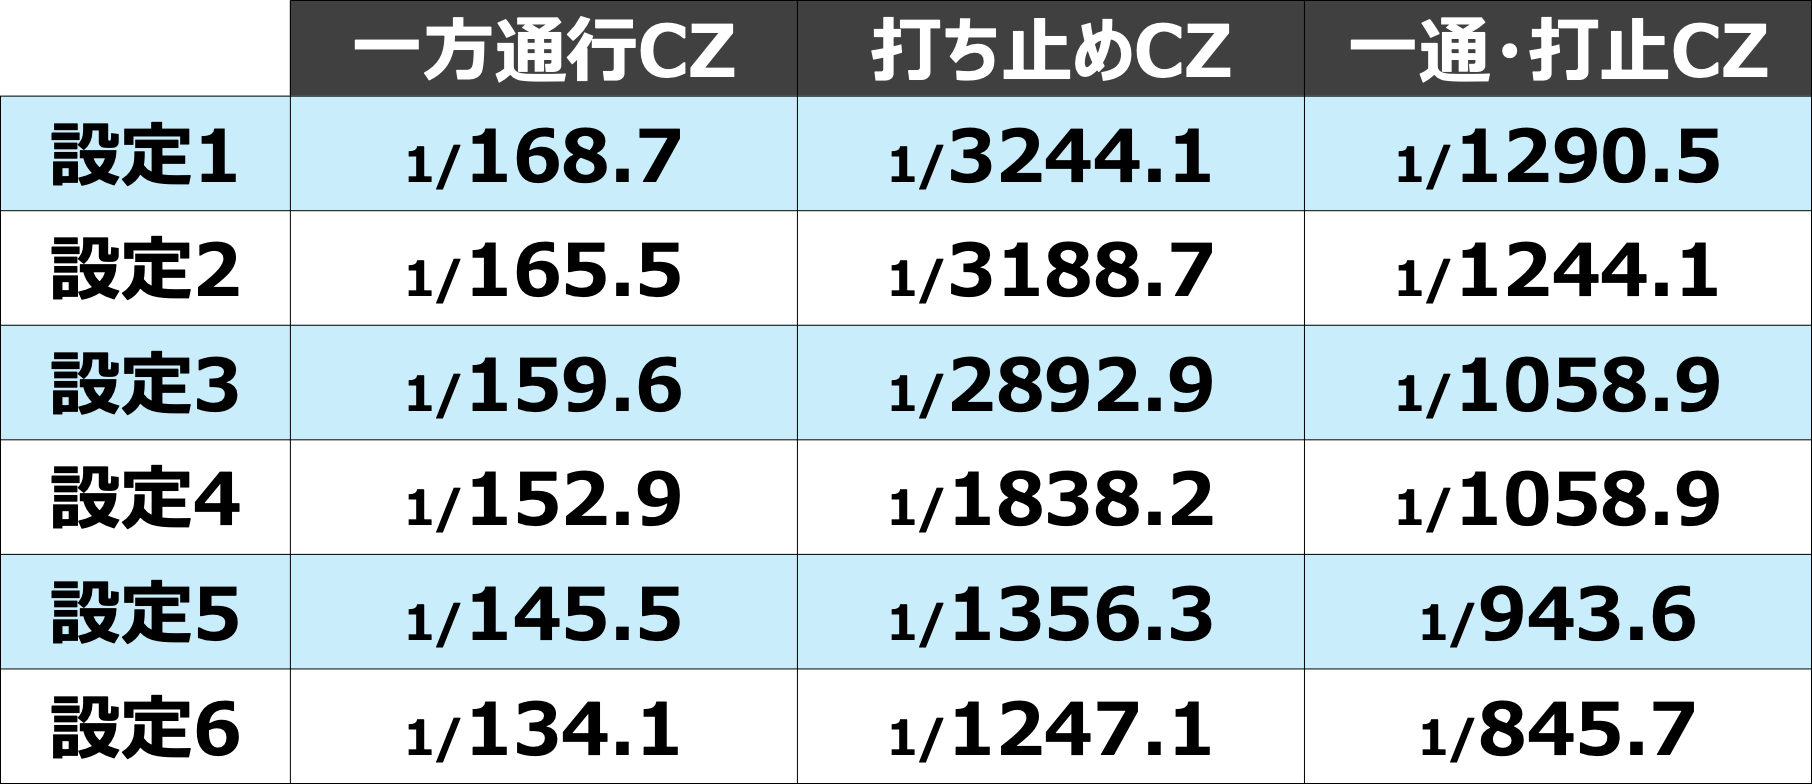 一方通行CZ 打ち止めCZ 一通・打止CZ
設定1 1/168.7 1/3244.1 1/1290.5
設定2 1/165.5 1/3188.7 1/1244.1
設定3 1/159.6 1/2892.9 1/1058.9
設定4 1/152.9 1/1838.2 1/1058.9
設定5 1/145.5 1/1356.3 1/943.6
設定6 1/134.1 1/1247.1 1/845.7